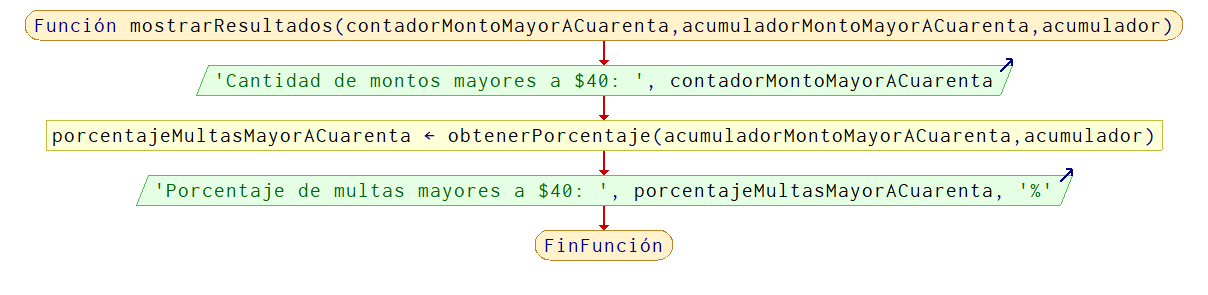 Función mostrarResultados(contadorMontoMayorACuarenta,acumuladorMontoMayorACuarenta,acumulador)
'Cantidad de montos mayores a $40: ', contadorMontoMayorACuarenta
porcentajeMultasMayorACuarenta ← obtenerPorcentaje(acumuladorMontoMayorACuarenta,acumulador)
'Porcentaje de multas mayores a $40: ', porcentajeMultasMayorACuarenta, '%'
FinFunción